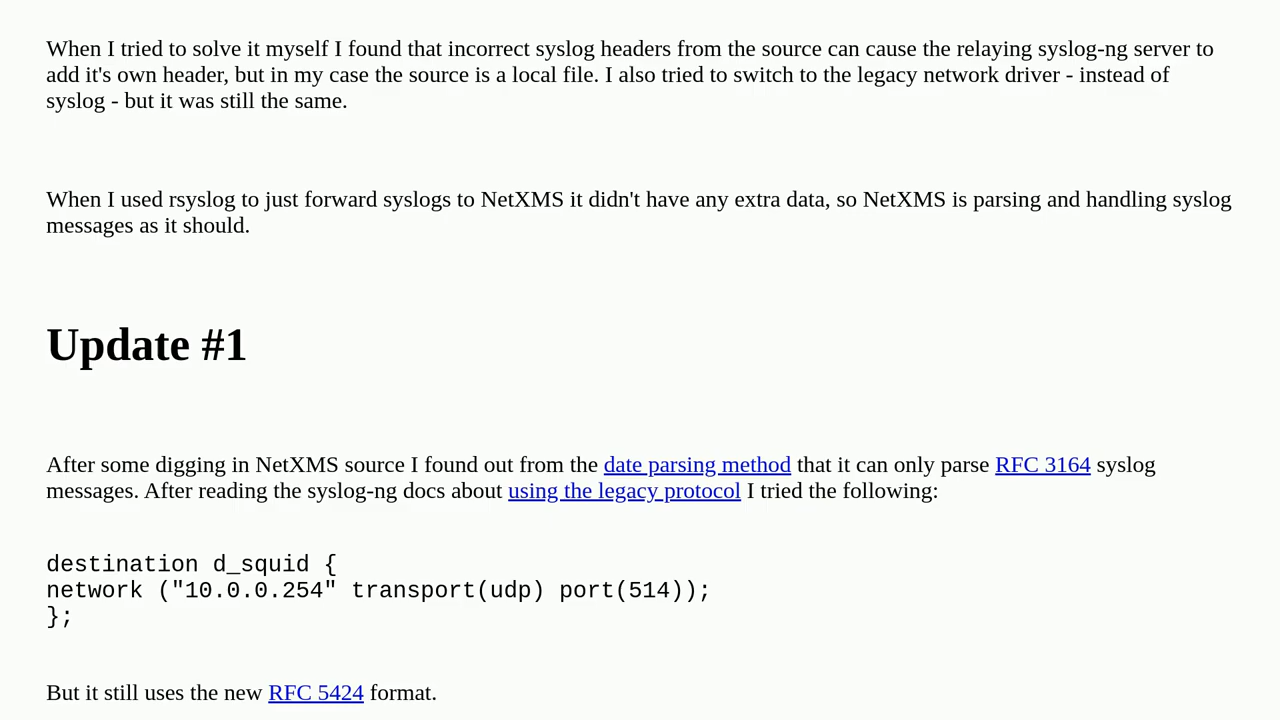 When I tried to solve it myself I found that incorrect syslog headers from the source can cause the relaying syslog-ng server to
add it's own header, but in my case the source is a local file. I also tried to switch to the legacy network driver - instead of
syslog - but it was still the same.
When I used rsyslog to just forward syslogs to NetXMS it didn't have any extra data, so NetXMS is parsing and handling syslog
messages as it should.
Update #1
After some digging in NetXMS source I found out from the date parsing method that it can only parse RFC 3164 syslog
messages. After reading the syslog-ng docs about using the legacy protocol I tried the following:
destination d_squid {
network ("10.0.0.254" transport(udp) port(514));
};
But it still uses the new RFC 5424 format.